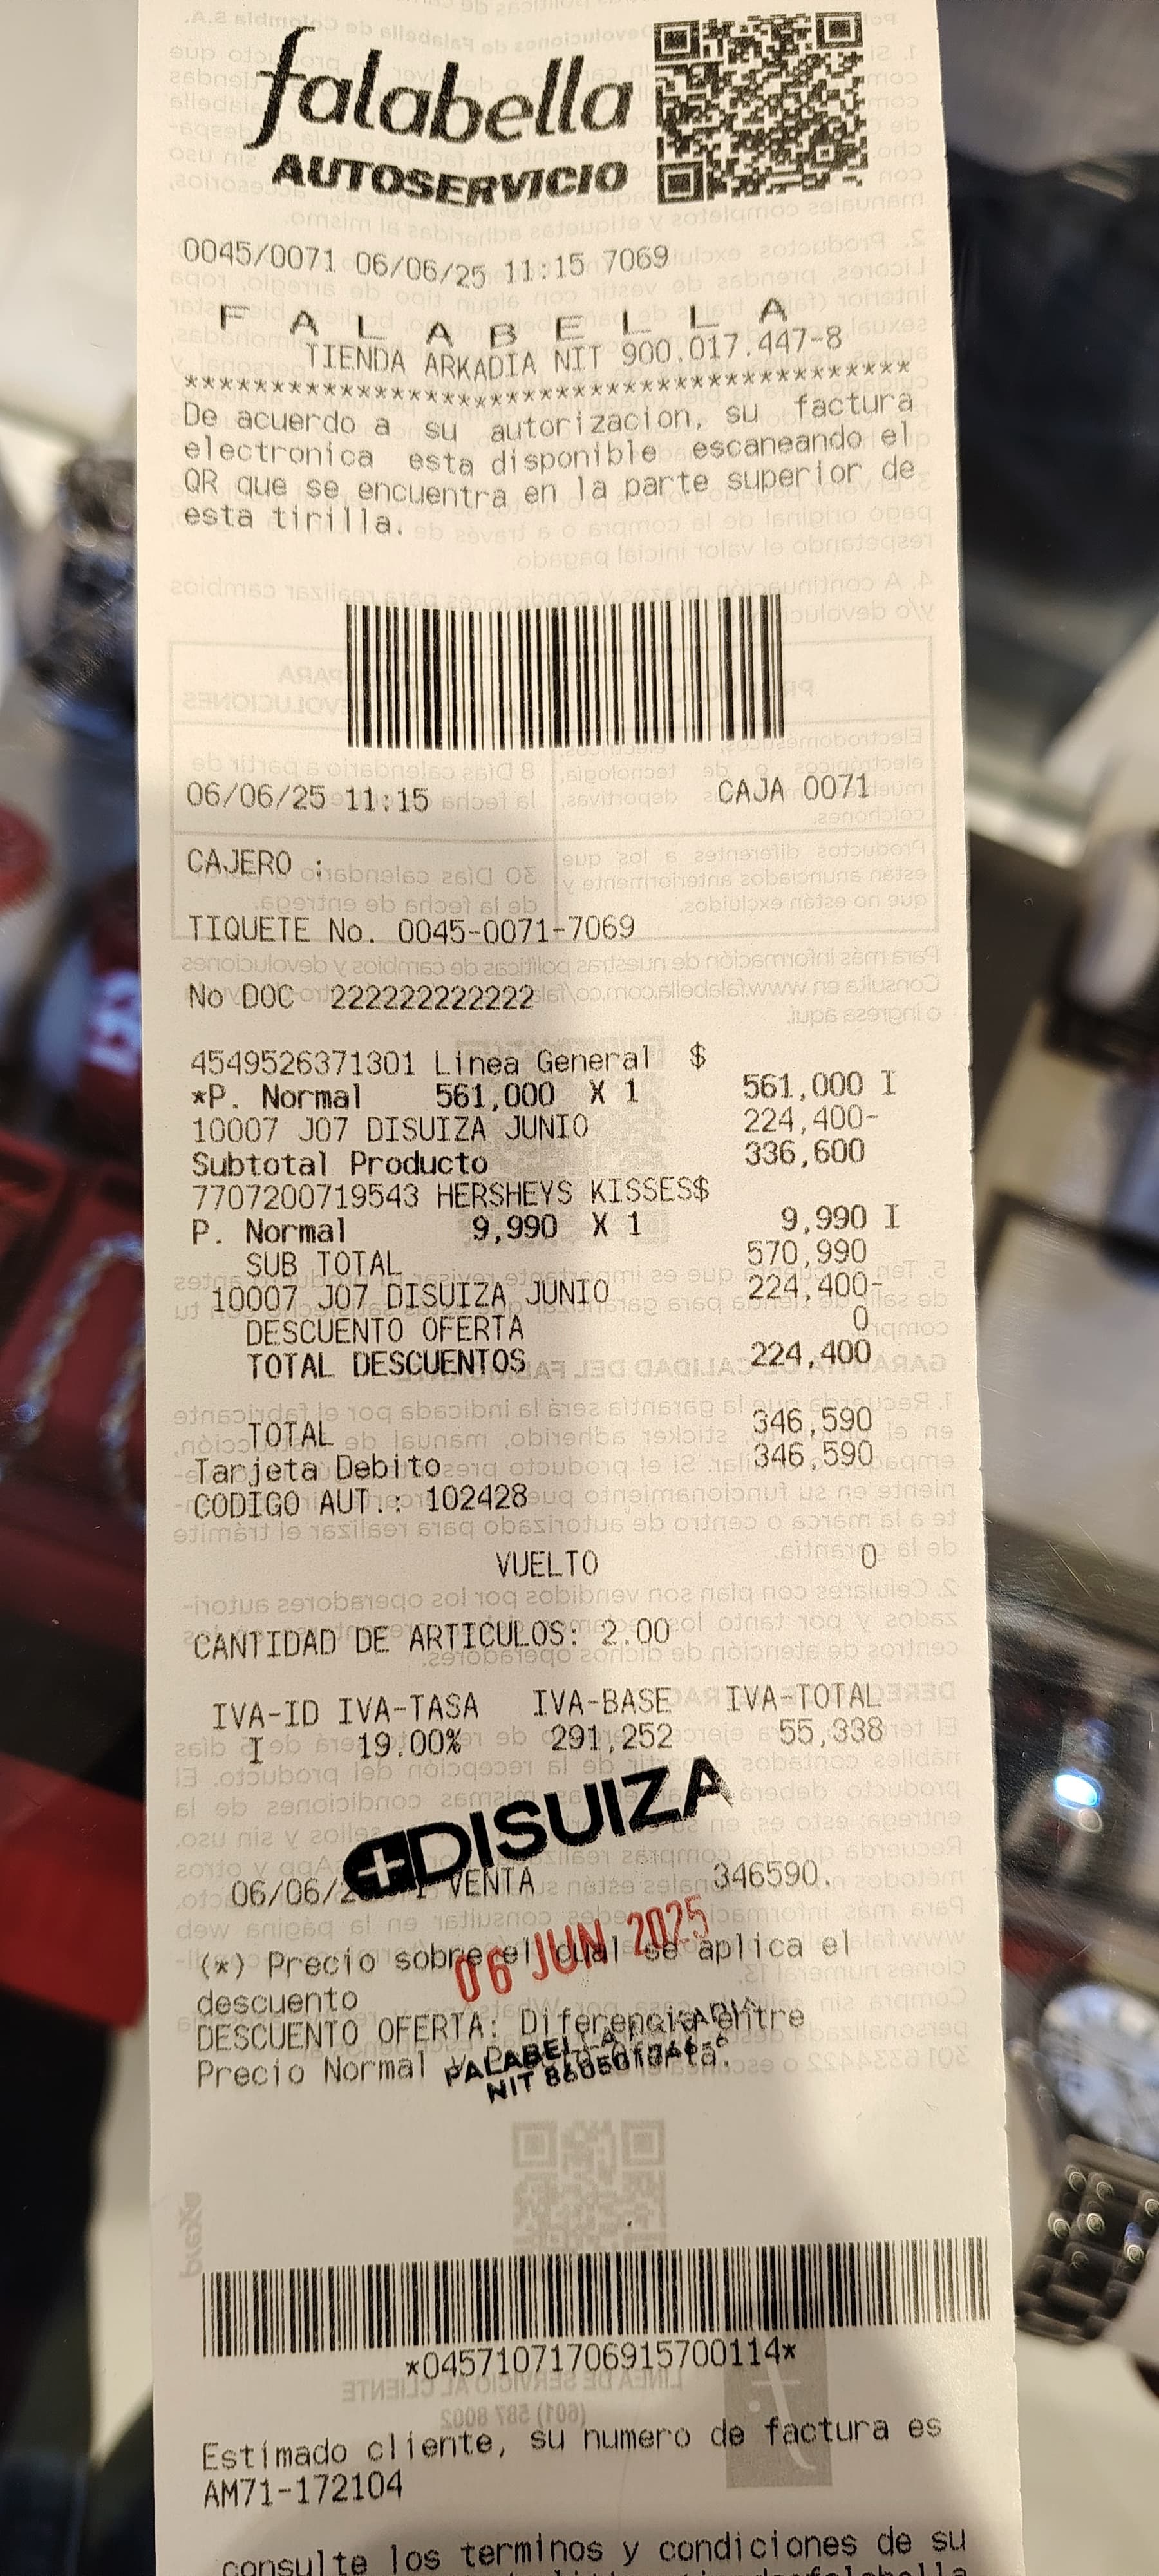 falabella
AUTOSERVICIO
0045/0071 06/06/25 11:15 7069
F A L A B E L L A
TIENDA ARKADIA NIT 900.017.447-8
******************************************
De acuerdo a su autorizacion, su factura
electronica esta disponible escaneando el
QR que se encuentra en la parte superior de
esta tirilla.
06/06/25 11:15 CAJA 0071
CAJERO :
TIQUETE No. 0045-0071-7069
No DOC 222222222222
4549526371301 Linea General $
*P. Normal 561,000 X 1 561,000 I
10007 J07 DISUIZA JUNIO 224,400-
Subtotal Producto 336,600
7707200719543 HERSHEYS KISSES$
P. Normal 9,990 X 1 9,990 I
SUB TOTAL 570,990
10007 J07 DISUIZA JUNIO 224,400-
DESCUENTO OFERTA 0
TOTAL DESCUENTOS 224,400
TOTAL 346,590
Tarjeta Debito 346,590
CODIGO AUT.: 102428
VUELTO 0
CANTIDAD DE ARTICULOS: 2.00
IVA-ID IVA-TASA IVA-BASE IVA-TOTAL
I 19.00% 291,252 55,338
DISUIZA
06/06/2 VENTA 346590.
06 JUN 2025
(*) Precio sobre el cual se aplica el
descuento
DESCUENTO OFERTA: Diferencia entre
Precio Normal y
NIT
*045710717069157001​14*
Estimado cliente, su numero de factura es
AM71-172104
consulte los terminos y condiciones de su